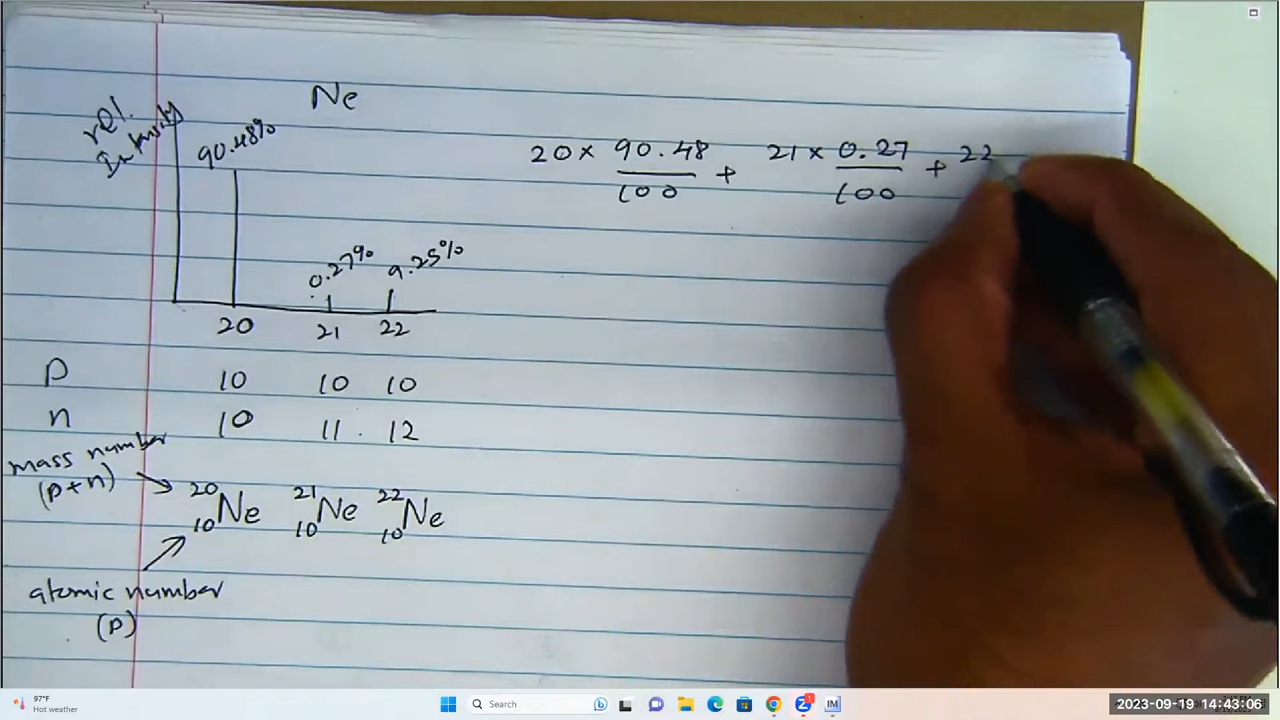 Ne
rel.
Intensity
90.48%
20 × 90.48/100 + 21 × 0.27/100 + 22
0.27% 9.25%
20 21 22
P 10 10 10
n 10 11 12
mass number
(p+n)
20 10 Ne 21 10 Ne 22 10 Ne
atomic number
(P)
97°F
Hot weather
Search
1
IM
2023-09-19 14:43:06